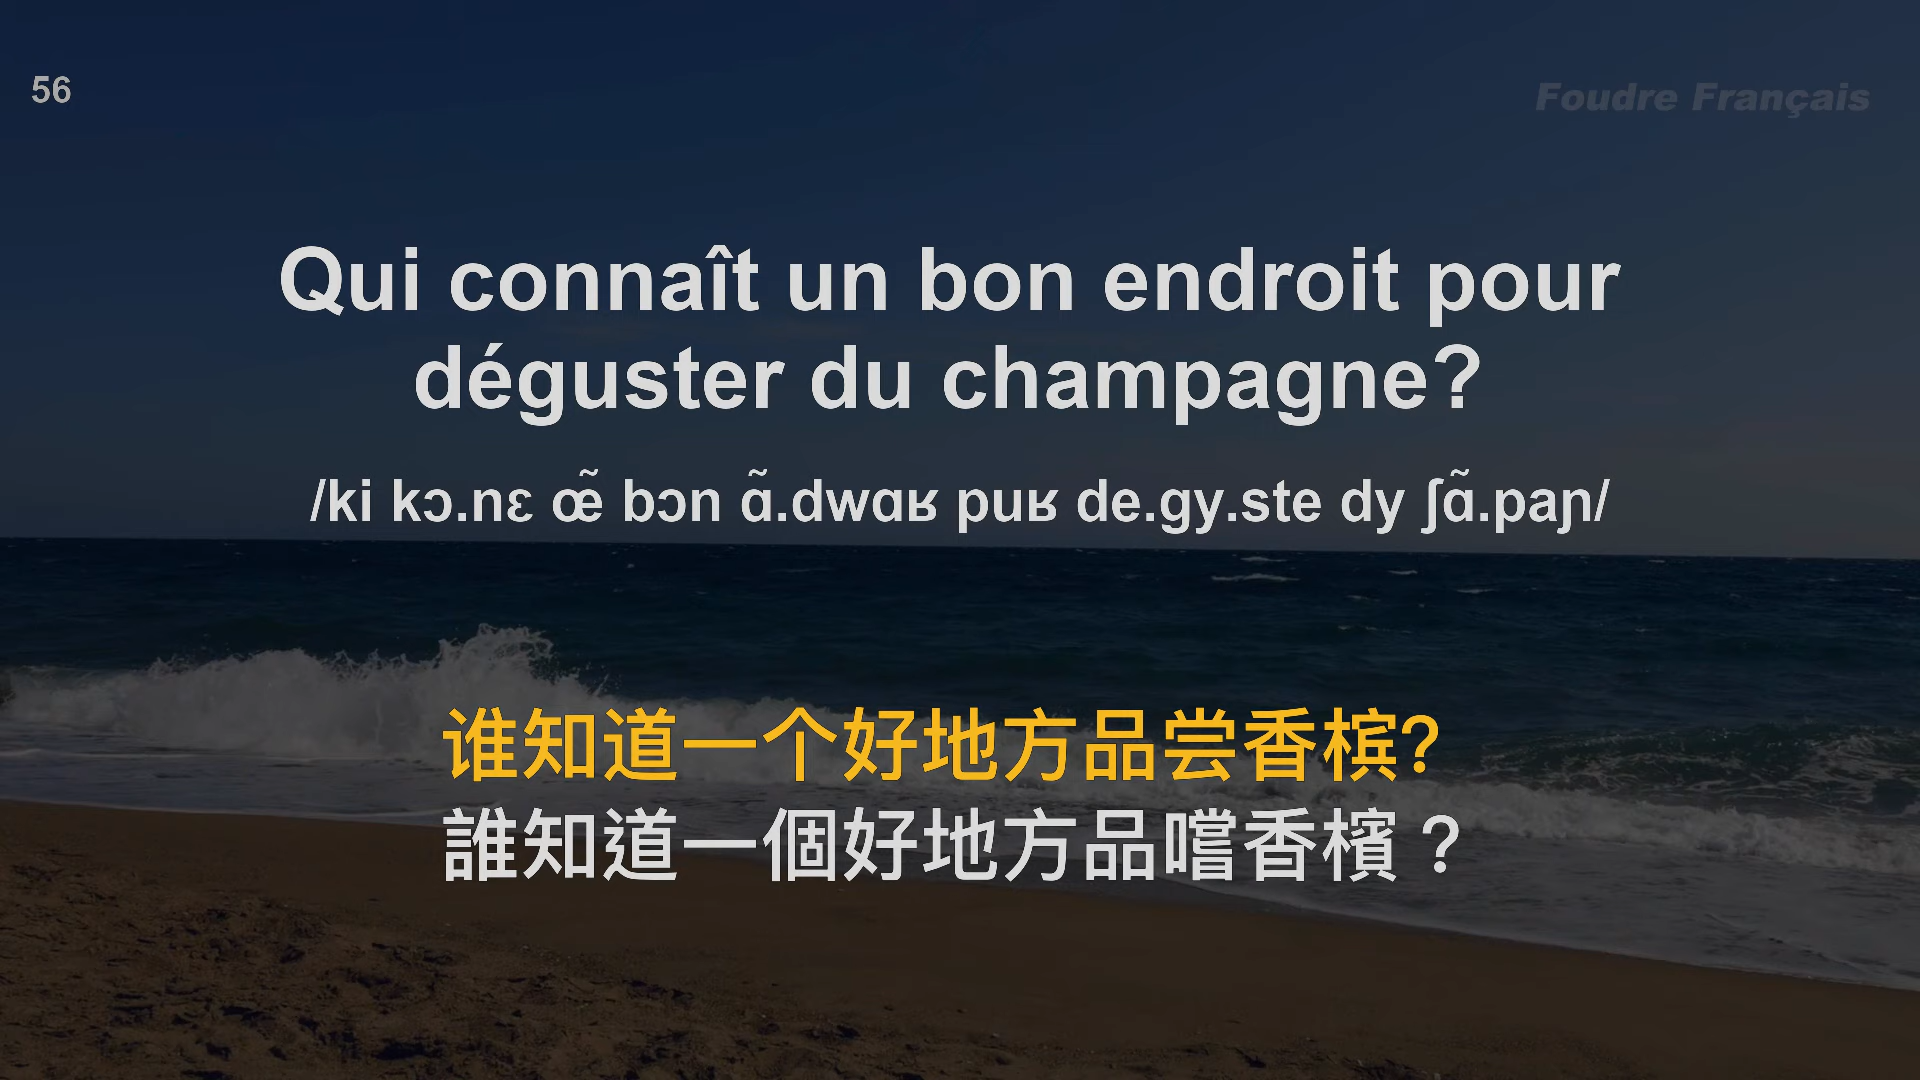 56
Foudre Français
Qui connaît un bon endroit pour
déguster du champagne?
/ki kɔ.nɛ œ̃ bɔn ɑ̃.dwɑʁ puʁ de.gy.ste dy ʃɑ̃.paɲ/
谁知道一个好地方品尝香槟?
誰知道一個好地方品嚐香檳？